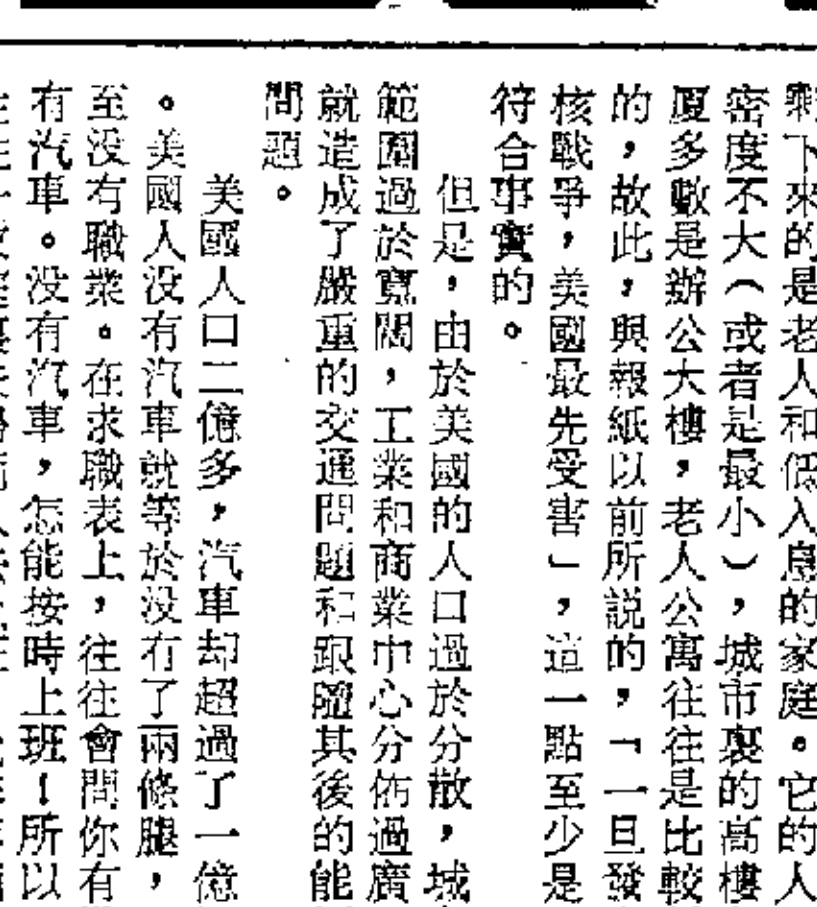 剩下來的是老人和低入息的家庭。它的人
密度不大（或者是最小），城市裏的高樓
厦多數是辦公大樓，老人公寓往往是比較
的，故此，與報紙以前所説的，「一旦發
核戰爭，美國最先受害」，這一點至少是
符合事實的。
但是，由於美國的人口過於分散，城
範圍過於寬闊，工業和商業中心分佈過廣
就造成了嚴重的交通問題和跟隨其後的能
問題。
美國人口二億多，汽車却超過了一億
。美國人没有汽車就等於没有了兩條腿，
至没有職業。在求職表上，往往會問你有
有汽車。没有汽車，怎能按時上班！所以